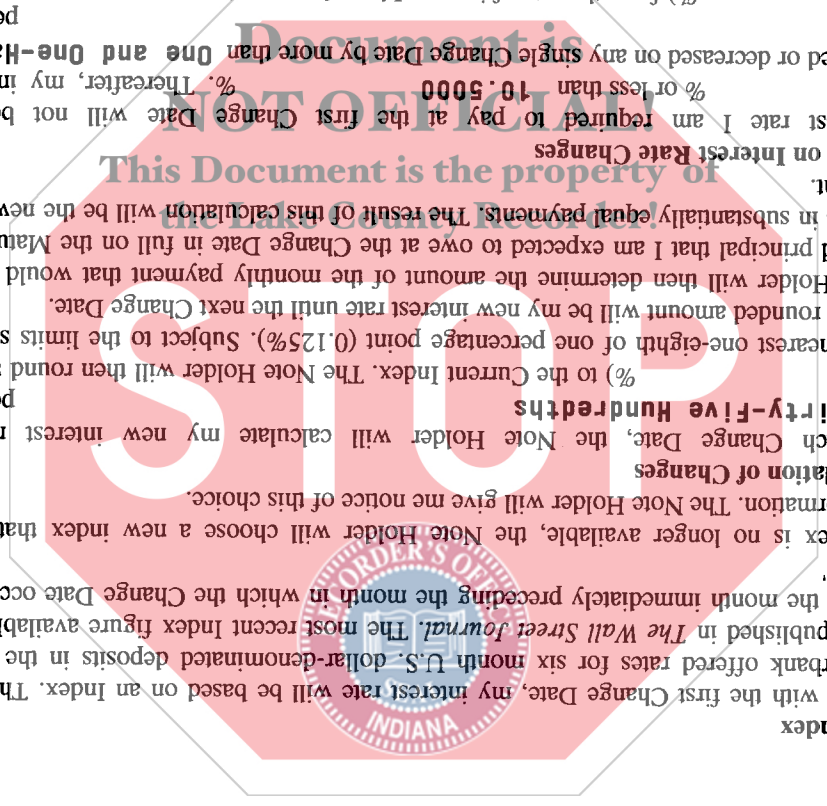 Document is
NOT OFFICIAL!
This Document is the property of
the Lake County Recorder!
STOP
RECORDER'S OFFICE
INDIANA
ndex
with the first Change Date, my interest rate will be based on an Index. Th
rbank offered rates for six month U.S. dollar-denominated deposits in the
published in The Wall Street Journal. The most recent Index figure availabl
the month immediately preceding the month in which the Change Date occ
ex is no longer available, the Note Holder will choose a new index that
rmation. The Note Holder will give me notice of this choice.
lation of Changes
ch Change Date, the Note Holder will calculate my new interest r
irty-Five Hundredths pe
%) to the Current Index. The Note Holder will then round
nearest one-eighth of one percentage point (0.125%). Subject to the limits s
rounded amount will be my new interest rate until the next Change Date.
Holder will then determine the amount of the monthly payment that would
d principal that I am expected to owe at the Change Date in full on the Matu
in substantially equal payments. The result of this calculation will be the new
t.
on Interest Rate Changes
st rate I am required to pay at the first Change Date will not b
% or less than 10.5000 %. Thereafter, my in
ed or decreased on any single Change Date by more than One and One-Ha
pe